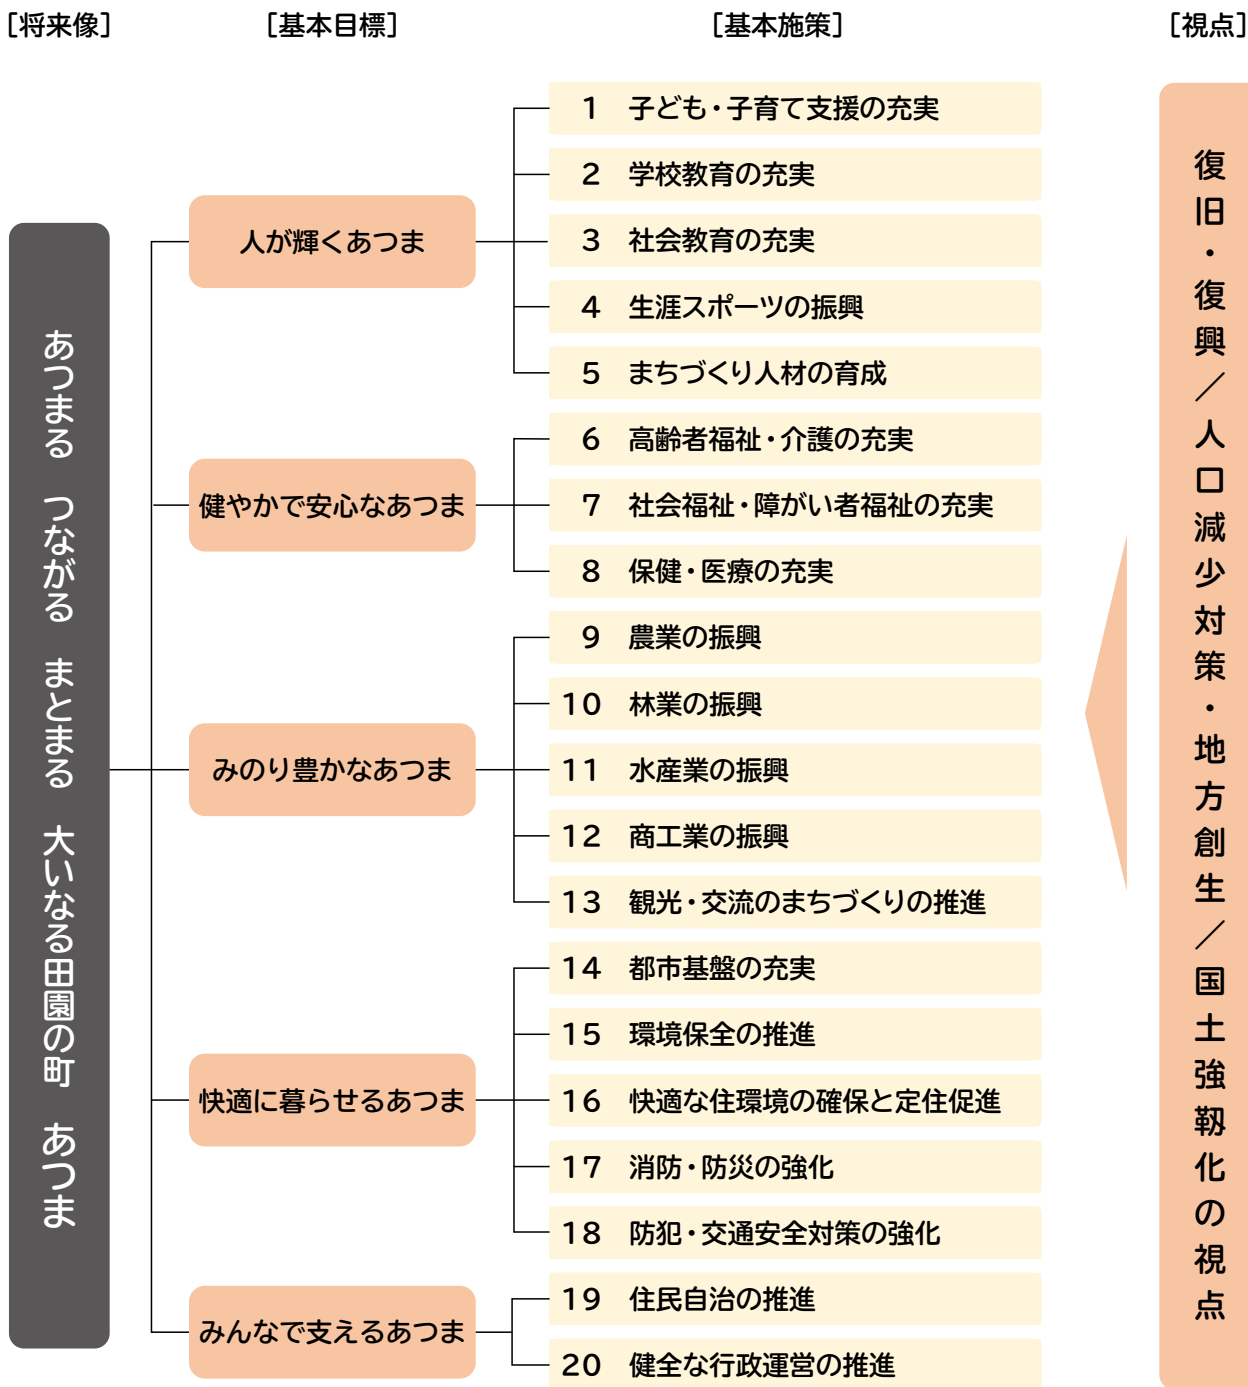 ［将来像］
［基本目標］
［基本施策］
［視点］
あつまる　つながる　まとまる　大いなる田園の町　あつま
人が輝くあつま
1　子ども・子育て支援の充実
2　学校教育の充実
3　社会教育の充実
4　生涯スポーツの振興
5　まちづくり人材の育成
健やかで安心なあつま
6　高齢者福祉・介護の充実
7　社会福祉・障がい者福祉の充実
8　保健・医療の充実
みのり豊かなあつま
9　農業の振興
10　林業の振興
11　水産業の振興
12　商工業の振興
13　観光・交流のまちづくりの推進
快適に暮らせるあつま
14　都市基盤の充実
15　環境保全の推進
16　快適な住環境の確保と定住促進
17　消防・防災の強化
18　防犯・交通安全対策の強化
みんなで支えるあつま
19　住民自治の推進
20　健全な行政運営の推進
復旧・復興／人口減少対策・地方創生／国土強靱化の視点